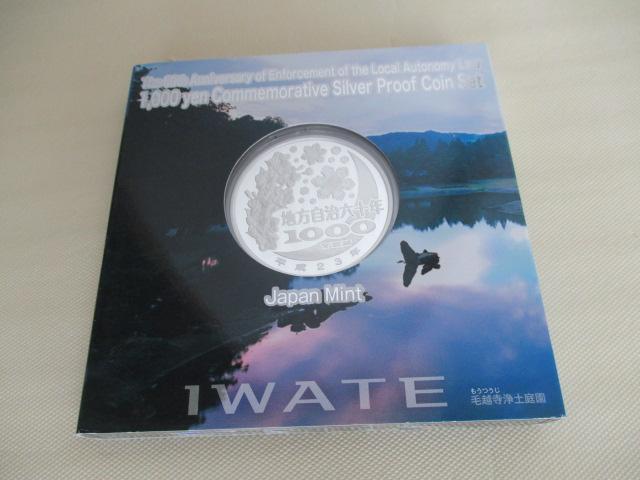 The 60th Anniversary of Enforcement of the Local Autonomy Law
1,000 yen Commemorative Silver Proof Coin Set
地方自治六十年
1000
平成23年
Japan Mint
IWATE
もうつうじ
毛越寺浄土庭園